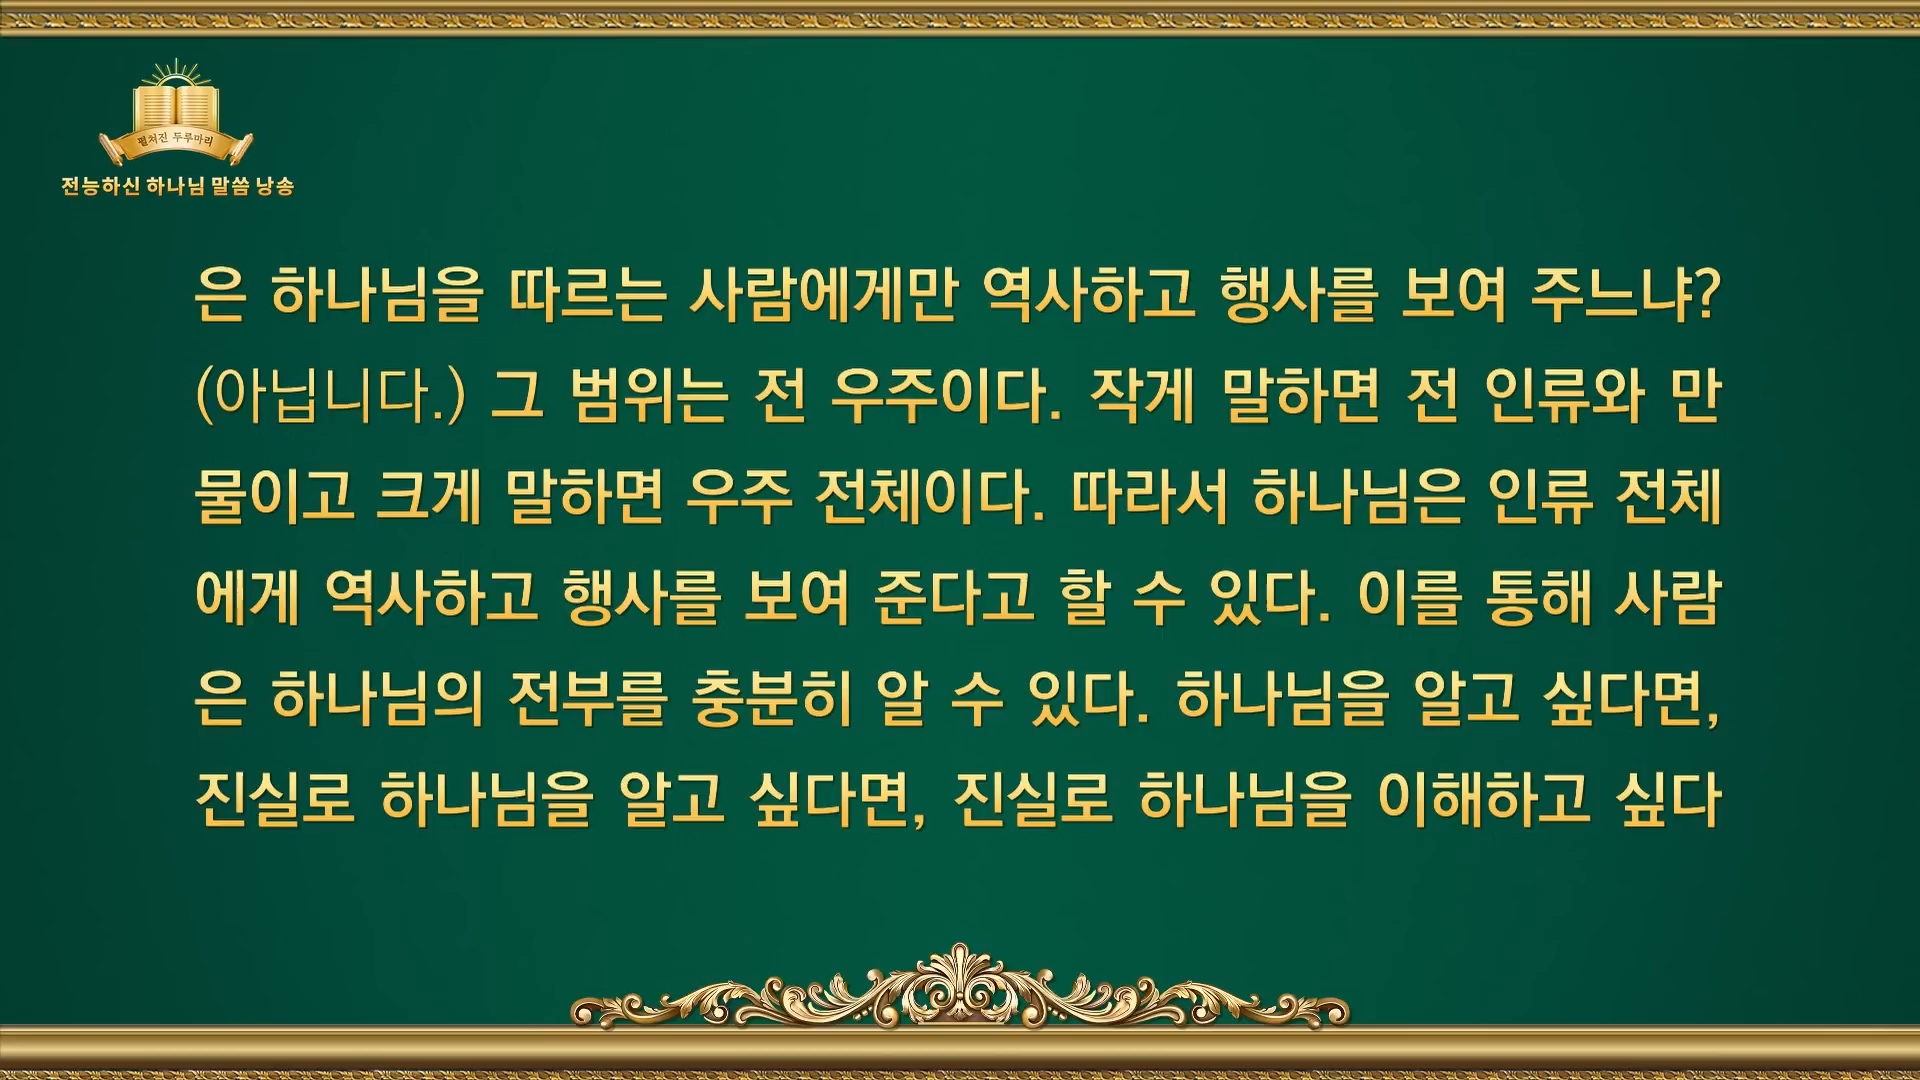 펼쳐진 두루마리
전능하신 하나님 말씀 낭송
은 하나님을 따르는 사람에게만 역사하고 행사를 보여 주느냐?
(아닙니다.) 그 범위는 전 우주이다. 작게 말하면 전 인류와 만
물이고 크게 말하면 우주 전체이다. 따라서 하나님은 인류 전체
에게 역사하고 행사를 보여 준다고 할 수 있다. 이를 통해 사람
은 하나님의 전부를 충분히 알 수 있다. 하나님을 알고 싶다면,
진실로 하나님을 알고 싶다면, 진실로 하나님을 이해하고 싶다